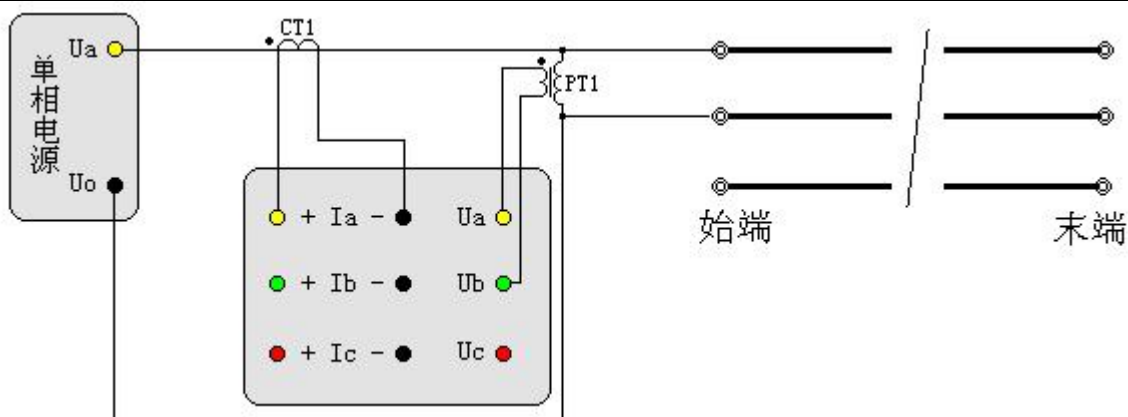 CT1
Ua
单相电源
PT1
Uo
+ Ia -
Ua
始端
末端
+ Ib -
Ub
+ Ic -
Uc